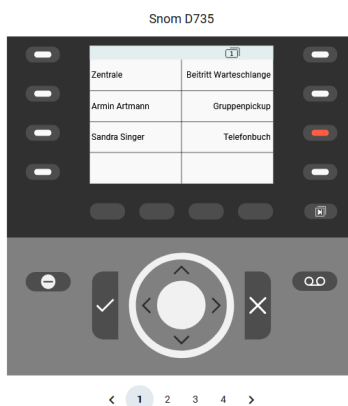 Snom D735
1
Zentrale Beitritt Warteschlange
Armin Artmann Gruppenpickup
Sandra Singer Telefonbuch
1 2 3 4